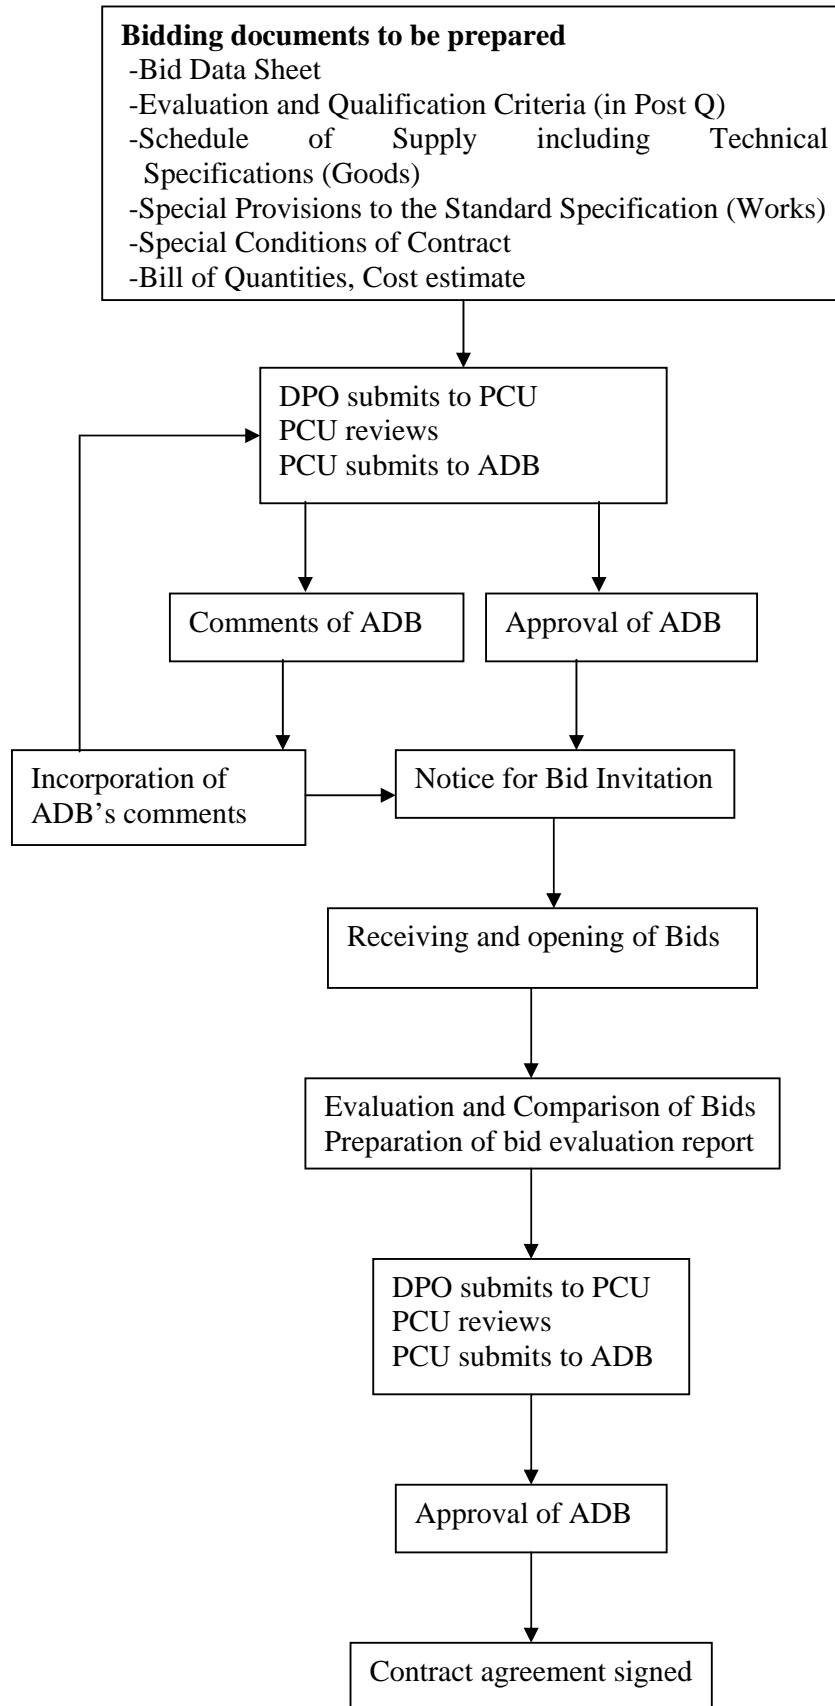 Bidding documents to be prepared
-Bid Data Sheet
-Evaluation and Qualification Criteria (in Post Q)
-Schedule of Supply including Technical
Specifications (Goods)
-Special Provisions to the Standard Specification (Works)
-Special Conditions of Contract
-Bill of Quantities, Cost estimate
DPO submits to PCU
PCU reviews
PCU submits to ADB
Comments of ADB
Approval of ADB
Incorporation of
ADB’s comments
Notice for Bid Invitation
Receiving and opening of Bids
Evaluation and Comparison of Bids
Preparation of bid evaluation report
DPO submits to PCU
PCU reviews
PCU submits to ADB
Approval of ADB
Contract agreement signed